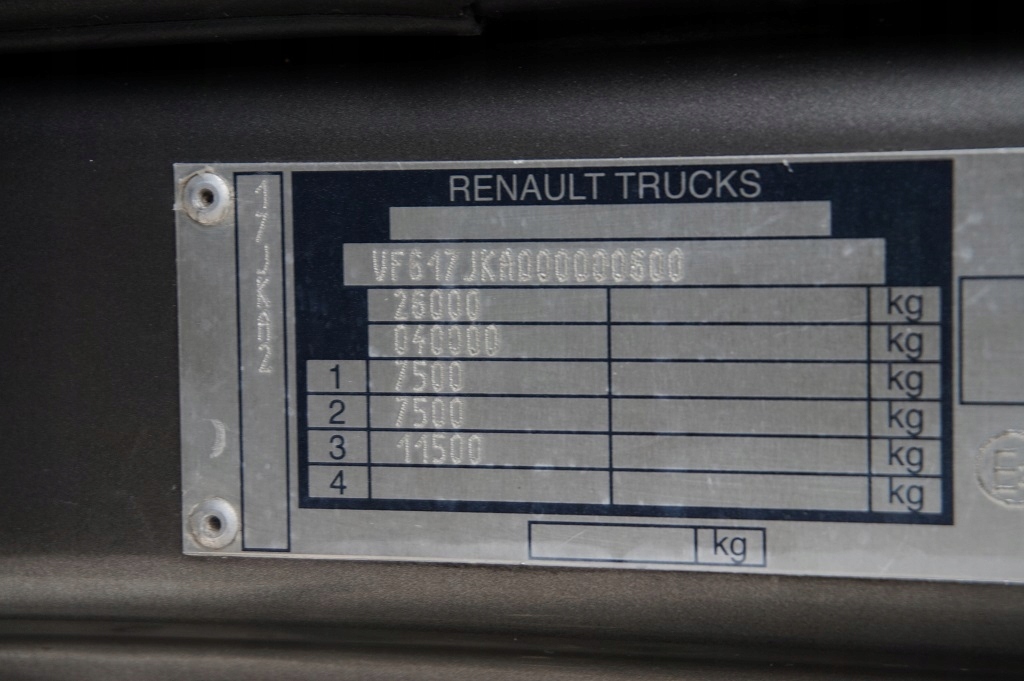 RENAULT TRUCKS
VF617JKA000000600
26000 kg
040000 kg
1 7500 kg
2 7500 kg
3 11500 kg
4 kg
kg